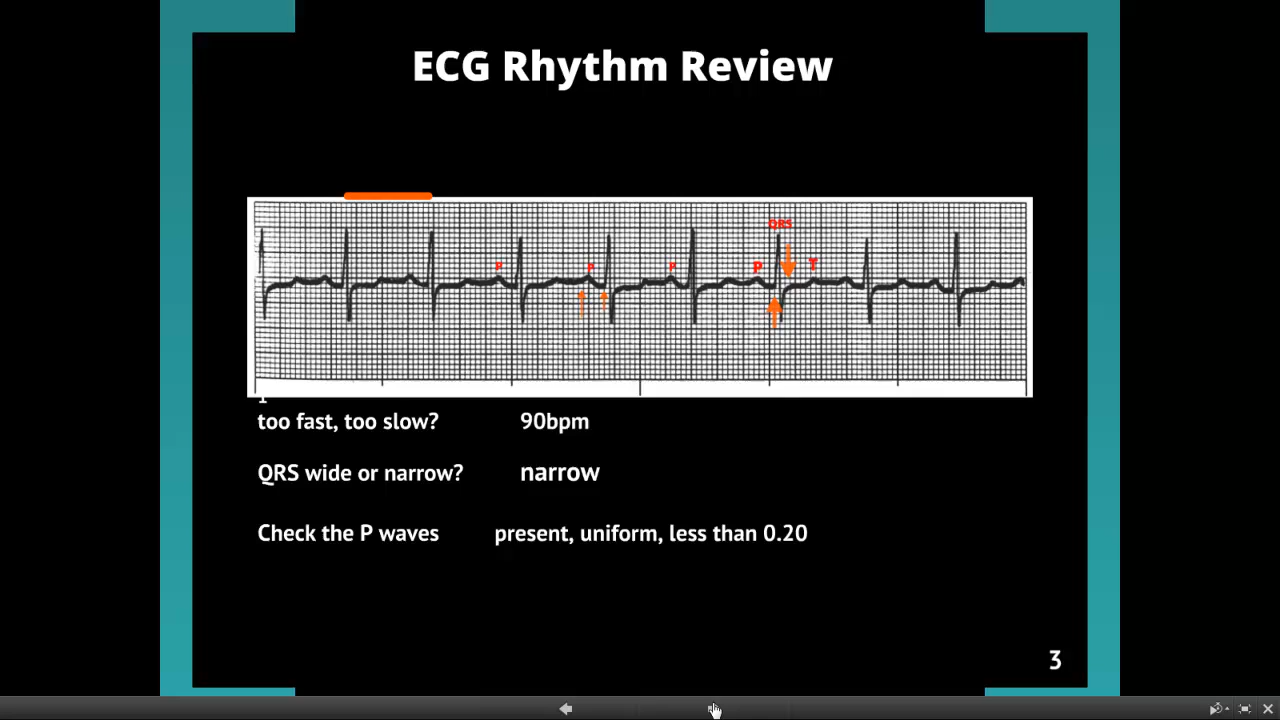 ECG Rhythm Review
QRS
P P P P T
too fast, too slow? 90bpm
QRS wide or narrow? narrow
Check the P waves present, uniform, less than 0.20
3